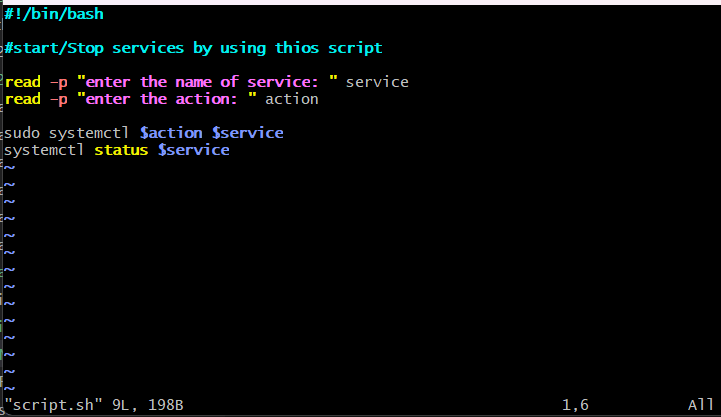 #!/bin/bash
#start/Stop services by using thios script
read -p "enter the name of service: " service
read -p "enter the action: " action
sudo systemctl $action $service
systemctl status $service
~
~
~
~
~
~
~
~
~
~
~
~
~
~
"script.sh" 9L, 198B 1,6 All